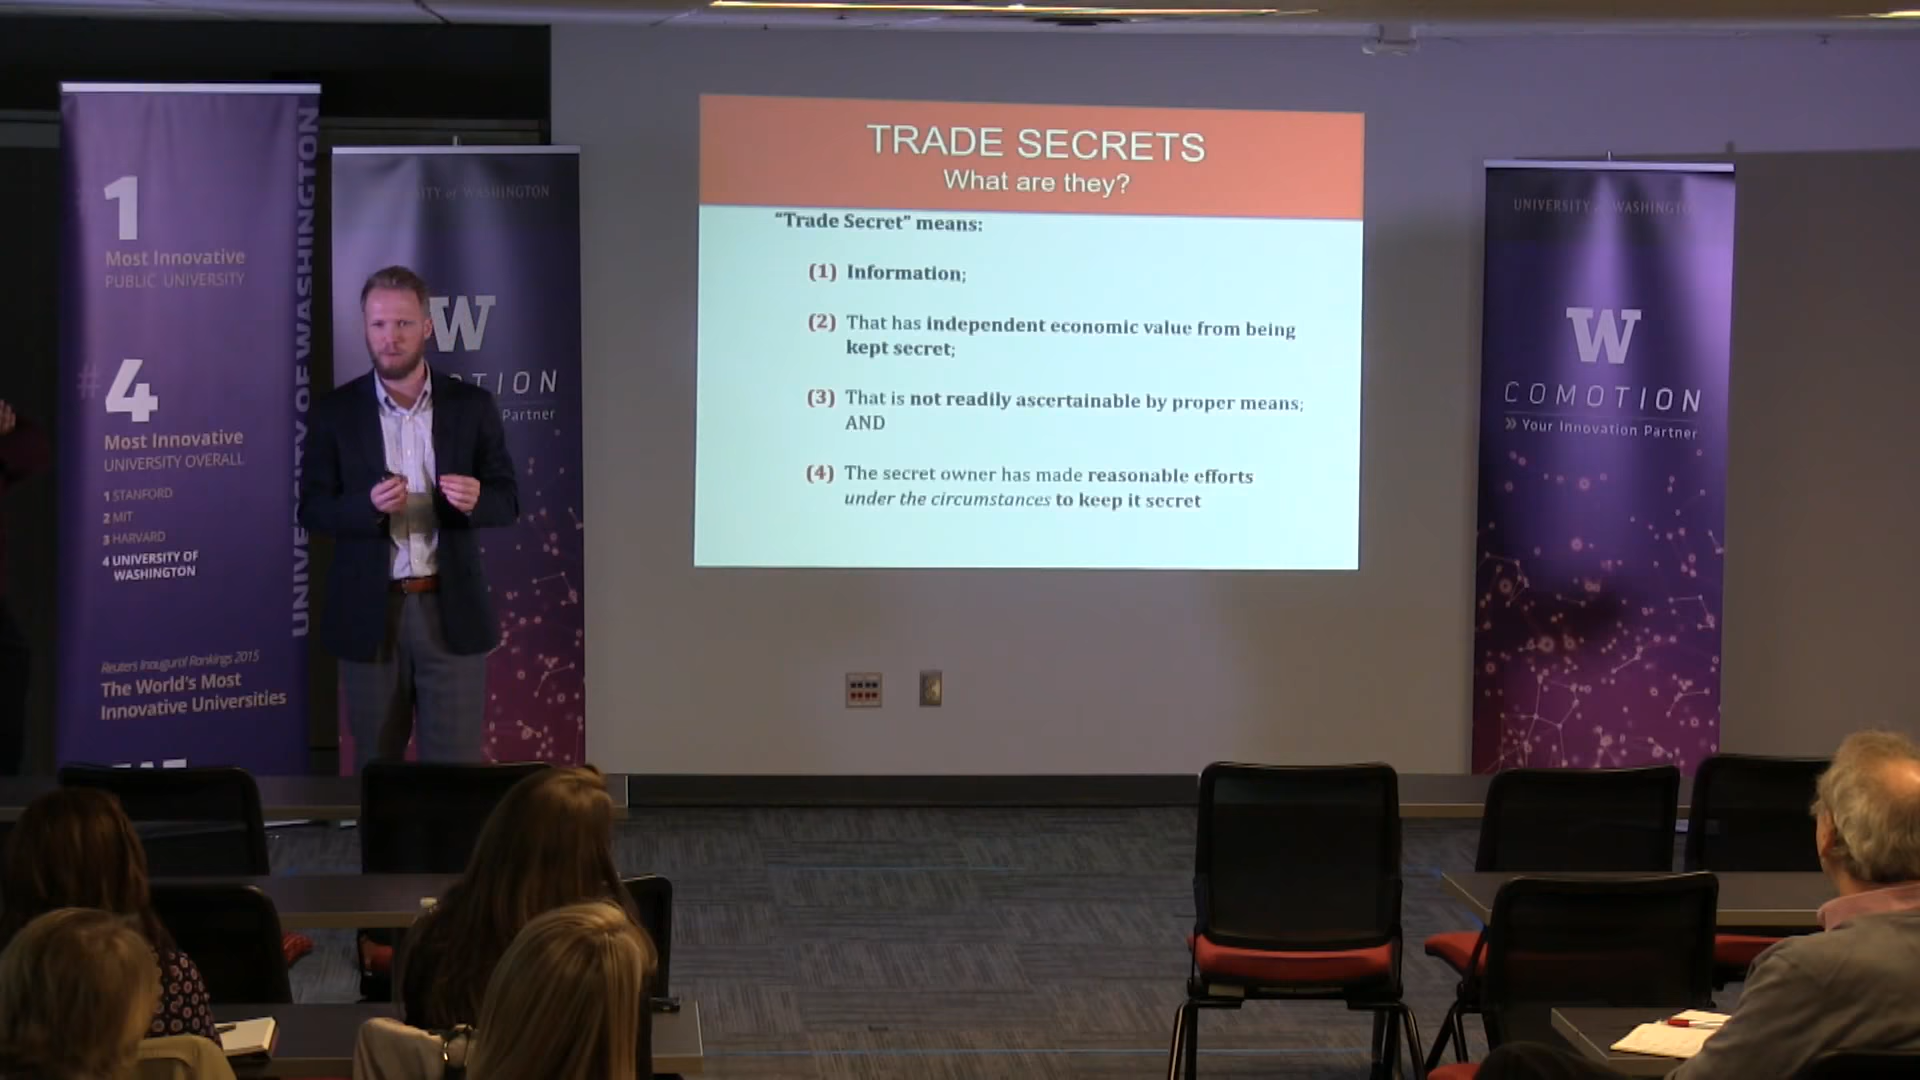 1
Most Innovative
PUBLIC UNIVERSITY
#4
Most Innovative
UNIVERSITY OVERALL
1 STANFORD
2 MIT
3 HARVARD
4 UNIVERSITY OF
WASHINGTON
Reuters Inaugural Rankings 2015
The World's Most
Innovative Universities
UNIVERSITY OF WASHINGTON
OF WASHINGTON
W
Partner
TRADE SECRETS
What are they?
“Trade Secret” means:
(1) Information;
(2) That has independent economic value from being
kept secret;
(3) That is not readily ascertainable by proper means;
AND
(4) The secret owner has made reasonable efforts
under the circumstances to keep it secret
UNIVERSITY of WASHINGTON
W
COMOTION
» Your Innovation Partner